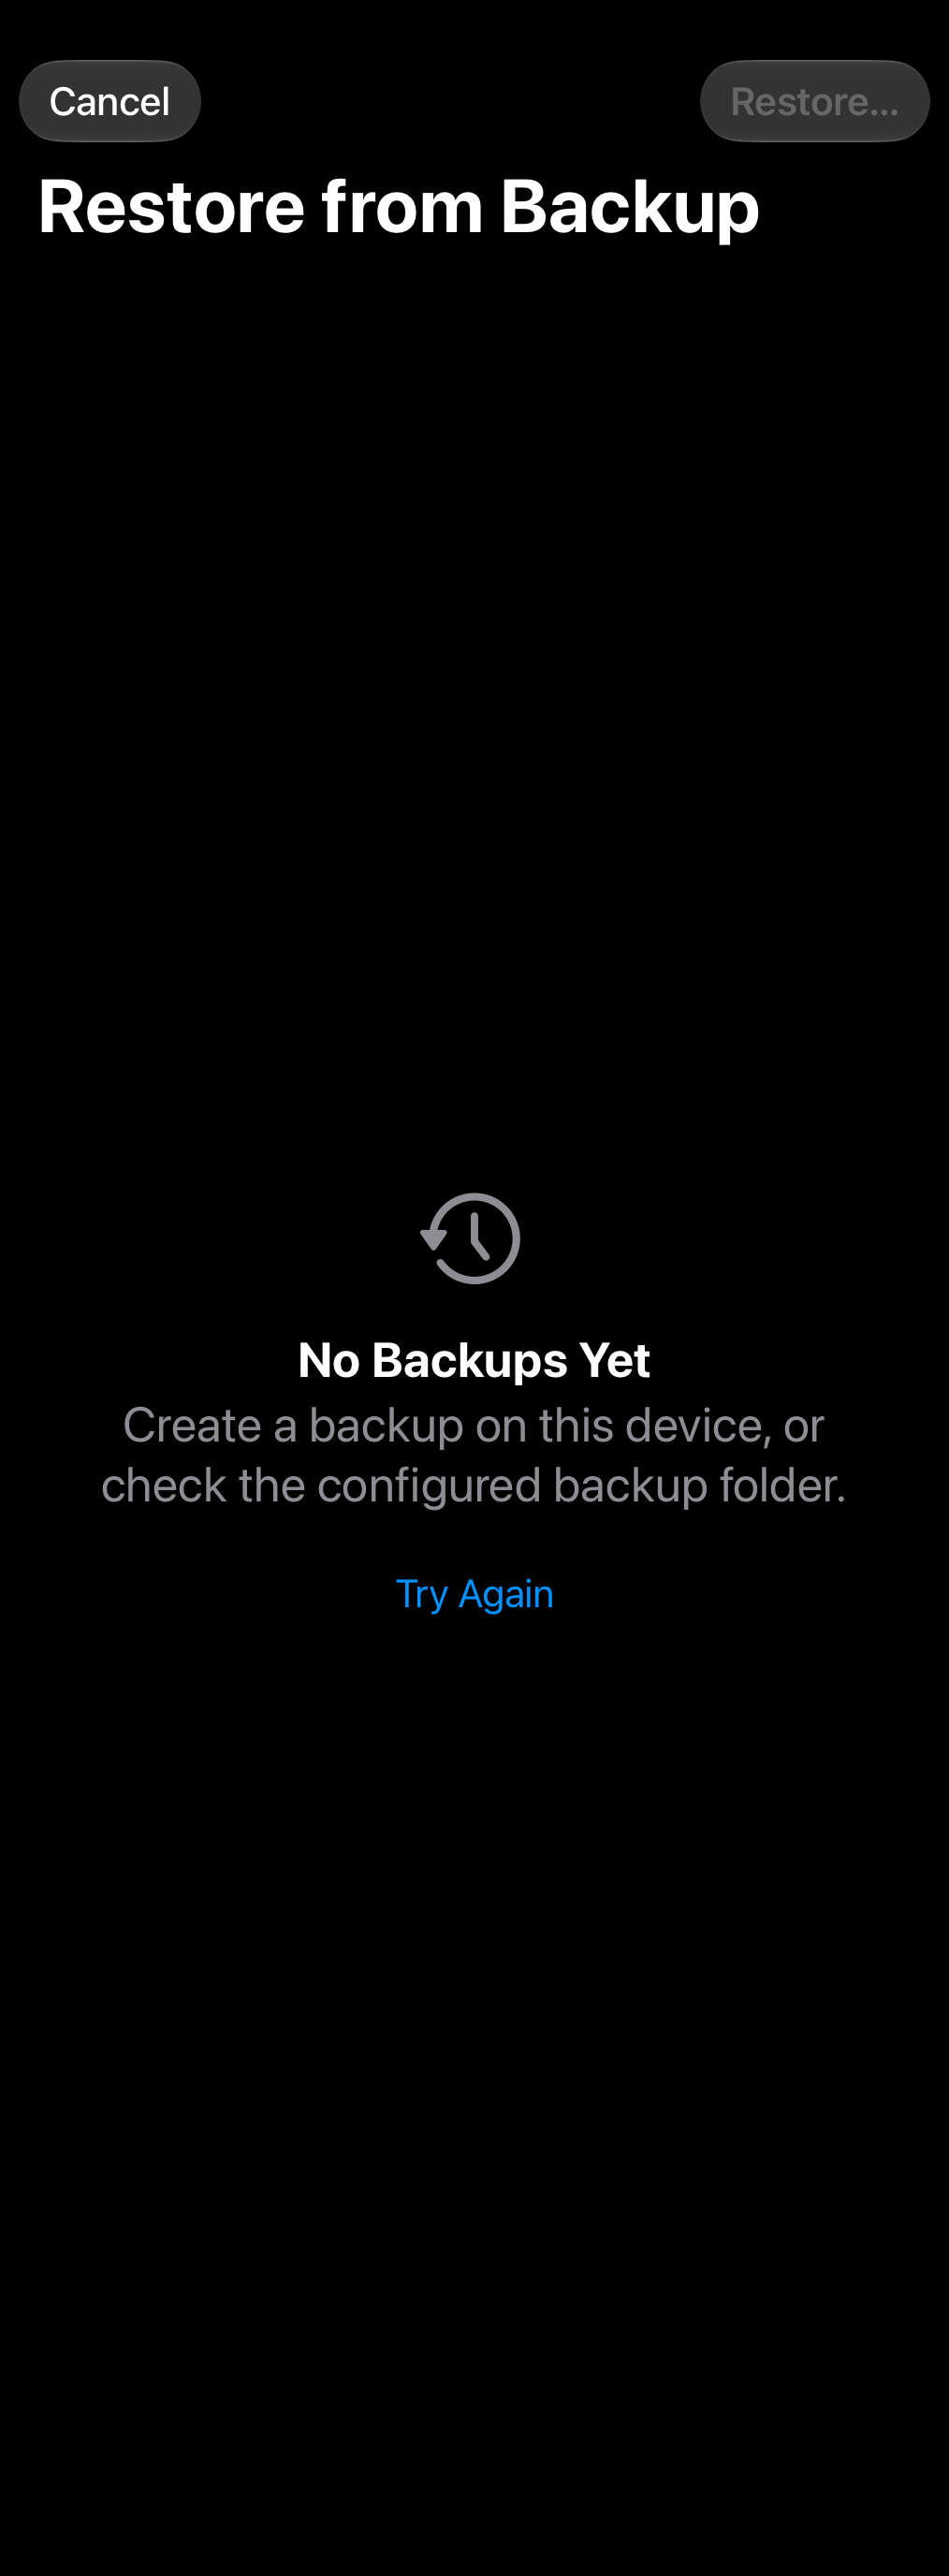 Cancel
Restore...
Restore from Backup
No Backups Yet
Create a backup on this device, or
check the configured backup folder.
Try Again